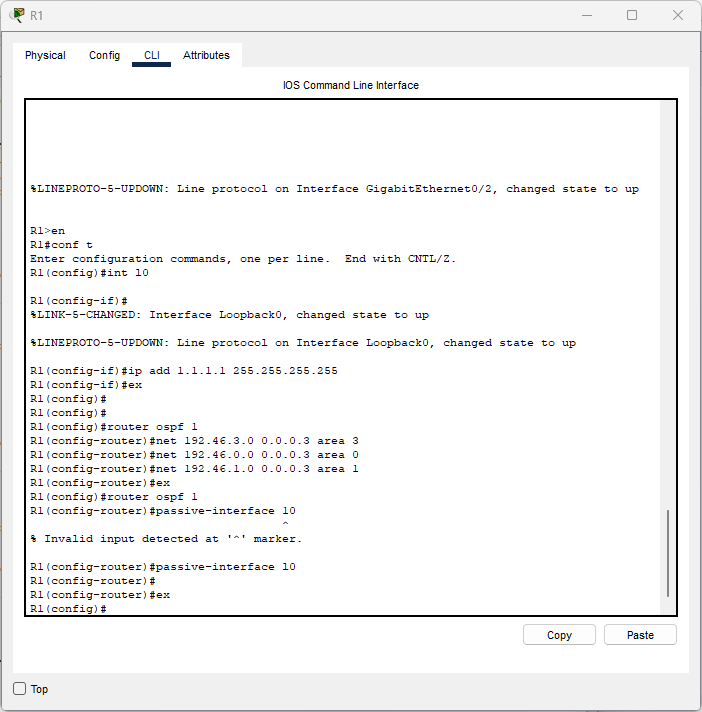 R1
Physical Config CLI Attributes
IOS Command Line Interface
%LINEPROTO-5-UPDOWN: Line protocol on Interface GigabitEthernet0/2, changed state to up
R1>en
R1#conf t
Enter configuration commands, one per line. End with CNTL/Z.
R1(config)#int l0
R1(config-if)#
%LINK-5-CHANGED: Interface Loopback0, changed state to up
%LINEPROTO-5-UPDOWN: Line protocol on Interface Loopback0, changed state to up
R1(config-if)#ip add 1.1.1.1 255.255.255.255
R1(config-if)#ex
R1(config)#
R1(config)#
R1(config)#router ospf 1
R1(config-router)#net 192.46.3.0 0.0.0.3 area 3
R1(config-router)#net 192.46.0.0 0.0.0.3 area 0
R1(config-router)#net 192.46.1.0 0.0.0.3 area 1
R1(config-router)#ex
R1(config)#router ospf 1
R1(config-router)#passive-interface 10
^
% Invalid input detected at '^' marker.
R1(config-router)#passive-interface l0
R1(config-router)#
R1(config-router)#ex
R1(config)#
Copy Paste
Top